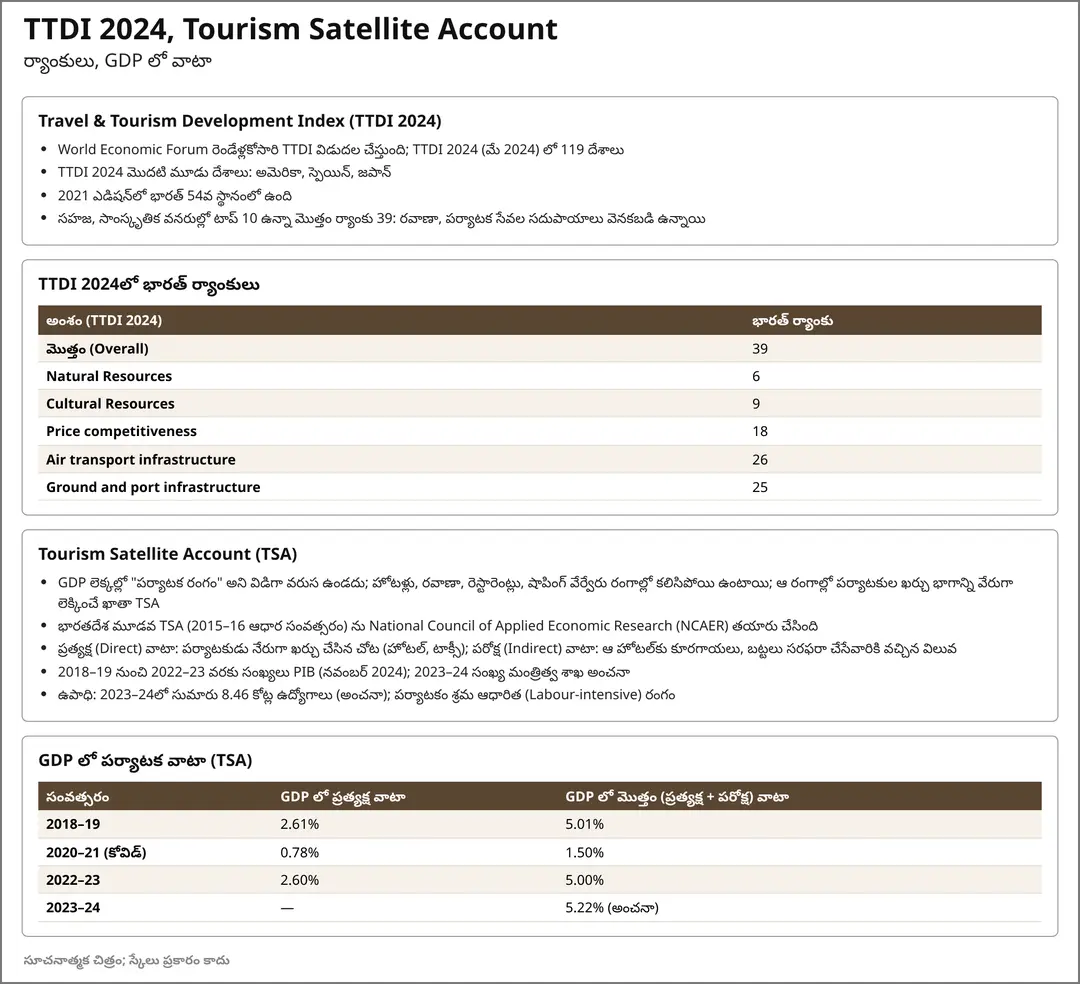 TTDI 2024, Tourism Satellite Account
ర్యాంకులు, GDP లో వాటా
Travel & Tourism Development Index (TTDI 2024)
• World Economic Forum రెండేళ్లకోసారి TTDI విడుదల చేస్తుంది; TTDI 2024 (మే 2024) లో 119 దేశాలు
• TTDI 2024 మొదటి మూడు దేశాలు: అమెరికా, స్పెయిన్, జపాన్
• 2021 ఎడిషన్‌లో భారత్ 54వ స్థానంలో ఉంది
• సహజ, సాంస్కృతిక వనరుల్లో టాప్ 10 ఉన్నా మొత్తం ర్యాంకు 39: రవాణా, పర్యాటక సేవల సదుపాయాలు వెనకబడి ఉన్నాయి
TTDI 2024లో భారత్ ర్యాంకులు
అంశం (TTDI 2024) భారత్ ర్యాంకు
మొత్తం (Overall) 39
Natural Resources 6
Cultural Resources 9
Price competitiveness 18
Air transport infrastructure 26
Ground and port infrastructure 25
Tourism Satellite Account (TSA)
• GDP లెక్కల్లో "పర్యాటక రంగం" అని విడిగా వరుస ఉండదు; హోటళ్లు, రవాణా, రెస్టారెంట్లు, షాపింగ్ వేర్వేరు రంగాల్లో కలిసిపోయి ఉంటాయి; ఆ రంగాల్లో పర్యాటకుల ఖర్చు భాగాన్ని వేరుగా
లెక్కించే ఖాతా TSA
• భారతదేశ మూడవ TSA (2015–16 ఆధార సంవత్సరం) ను National Council of Applied Economic Research (NCAER) తయారు చేసింది
• ప్రత్యక్ష (Direct) వాటా: పర్యాటకుడు నేరుగా ఖర్చు చేసిన చోట (హోటల్, టాక్సీ); పరోక్ష (Indirect) వాటా: ఆ హోటల్‌కు కూరగాయలు, బట్టలు సరఫరా చేసేవారికి వచ్చిన విలువ
• 2018–19 నుంచి 2022–23 వరకు సంఖ్యలు PIB (నవంబర్ 2024); 2023–24 సంఖ్య మంత్రిత్వ శాఖ అంచనా
• ఉపాధి: 2023–24లో సుమారు 8.46 కోట్ల ఉద్యోగాలు (అంచనా); పర్యాటకం శ్రమ ఆధారిత (Labour-intensive) రంగం
GDP లో పర్యాటక వాటా (TSA)
సంవత్సరం GDP లో ప్రత్యక్ష వాటా GDP లో మొత్తం (ప్రత్యక్ష + పరోక్ష) వాటా
2018–19 2.61% 5.01%
2020–21 (కోవిడ్) 0.78% 1.50%
2022–23 2.60% 5.00%
2023–24 — 5.22% (అంచనా)
సూచనాత్మక చిత్రం; స్కేలు ప్రకారం కాదు